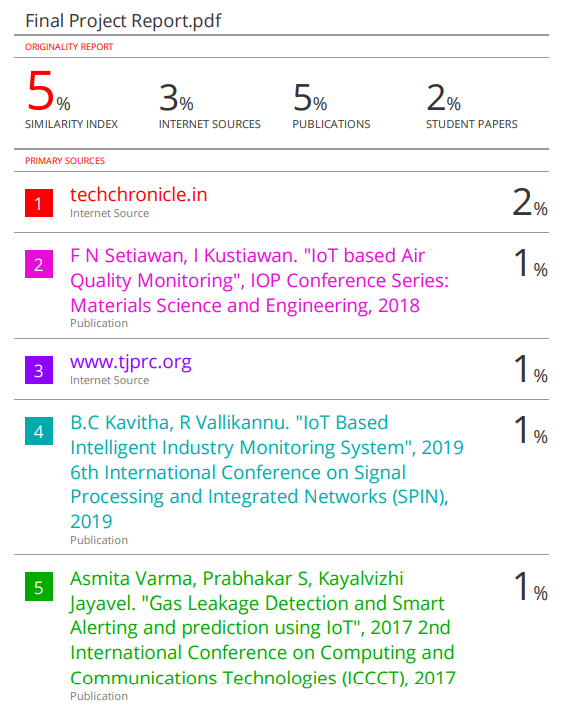 Final Project Report.pdf
ORIGINALITY REPORT
5% 3% 5% 2%
SIMILARITY INDEX INTERNET SOURCES PUBLICATIONS STUDENT PAPERS
PRIMARY SOURCES
1 techchronicle.in 2%
Internet Source
2 F N Setiawan, I Kustiawan. "IoT based Air 1%
Quality Monitoring", IOP Conference Series:
Materials Science and Engineering, 2018
Publication
3 www.tjprc.org 1%
Internet Source
4 B.C Kavitha, R Vallikannu. "IoT Based 1%
Intelligent Industry Monitoring System", 2019
6th International Conference on Signal
Processing and Integrated Networks (SPIN),
2019
Publication
5 Asmita Varma, Prabhakar S, Kayalvizhi 1%
Jayavel. "Gas Leakage Detection and Smart
Alerting and prediction using IoT", 2017 2nd
International Conference on Computing and
Communications Technologies (ICCCT), 2017
Publication